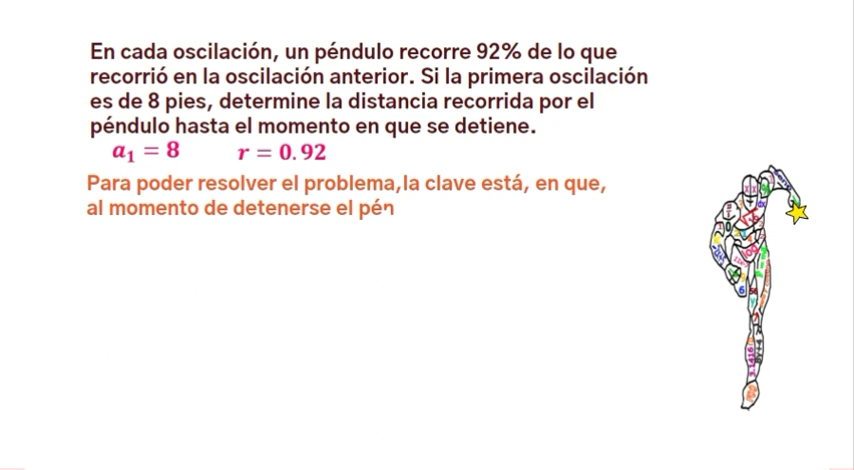 En cada oscilación, un péndulo recorre 92% de lo que
recorrió en la oscilación anterior. Si la primera oscilación
es de 8 pies, determine la distancia recorrida por el
péndulo hasta el momento en que se detiene.
a₁ = 8 r = 0.92
Para poder resolver el problema,la clave está, en que,
al momento de detenerse el pén